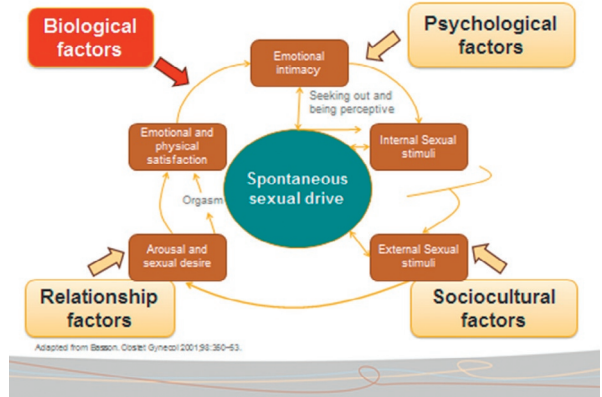 Biological
factors
Psychological
factors
Emotional
intimacy
Seeking out and
being perceptive
Emotional and
physical
satisfaction
Internal Sexual
stimuli
Spontaneous
sexual drive
Orgasm
Arousal and
sexual desire
External Sexual
stimuli
Relationship
factors
Sociocultural
factors
Adapted from Basson. Obstet Gynecol 2001;98:350–53.